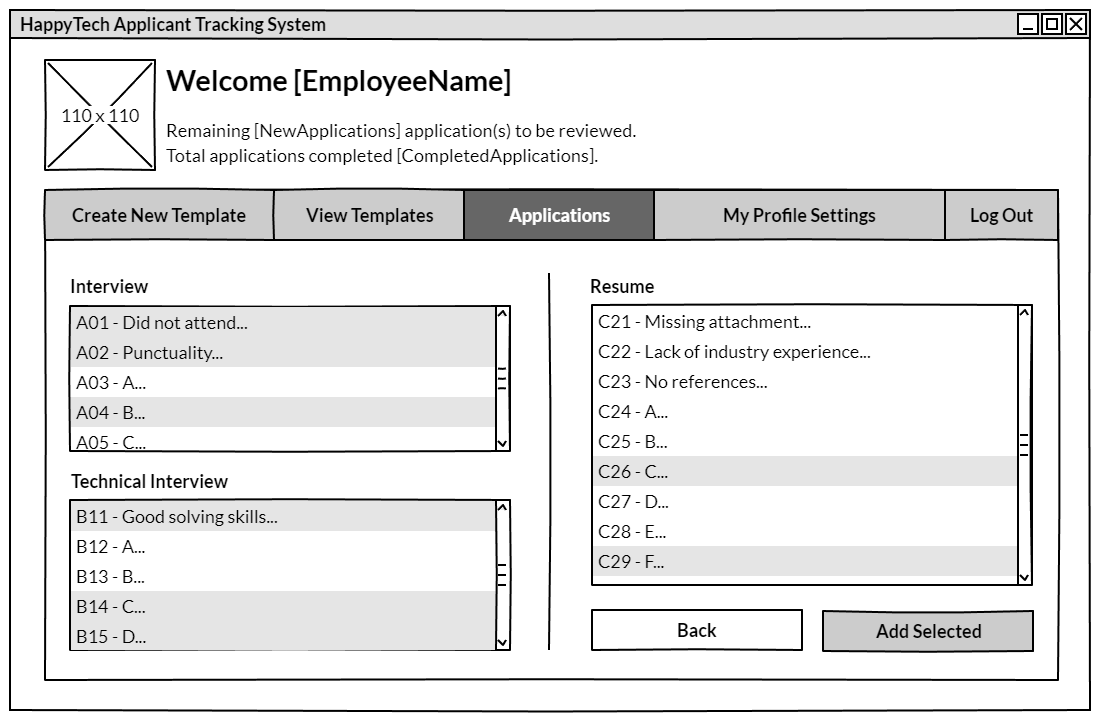 HappyTech Applicant Tracking System
110 x 110
Welcome [EmployeeName]
Remaining [NewApplications] application(s) to be reviewed.
Total applications completed [CompletedApplications].
Create New Template View Templates Applications My Profile Settings Log Out
Interview
A01 - Did not attend...
A02 - Punctuality...
A03 - A...
A04 - B...
A05 - C...
Technical Interview
B11 - Good solving skills...
B12 - A...
B13 - B...
B14 - C...
B15 - D...
Resume
C21 - Missing attachment...
C22 - Lack of industry experience...
C23 - No references...
C24 - A...
C25 - B...
C26 - C...
C27 - D...
C28 - E...
C29 - F...
Back Add Selected